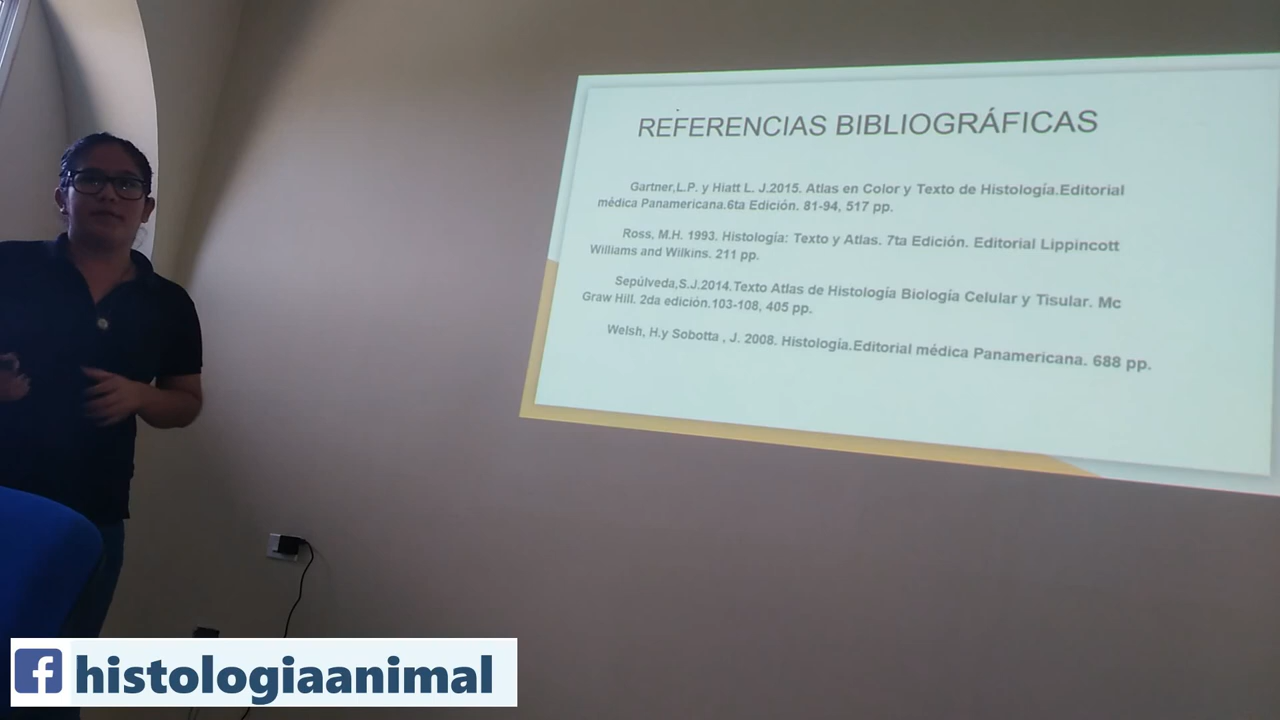 REFERENCIAS BIBLIOGRÁFICAS
Gartner,L.P. y Hiatt L. J.2015. Atlas en Color y Texto de Histología.Editorial
médica Panamericana.6ta Edición. 81-94, 517 pp.
Ross, M.H. 1993. Histología: Texto y Atlas. 7ta Edición. Editorial Lippincott
Williams and Wilkins. 211 pp.
Sepúlveda,S.J.2014.Texto Atlas de Histología Biología Celular y Tisular. Mc
Graw Hill. 2da edición.103-108, 405 pp.
Welsh, H.y Sobotta , J. 2008. Histología.Editorial médica Panamericana. 688 pp.
histologiaanimal